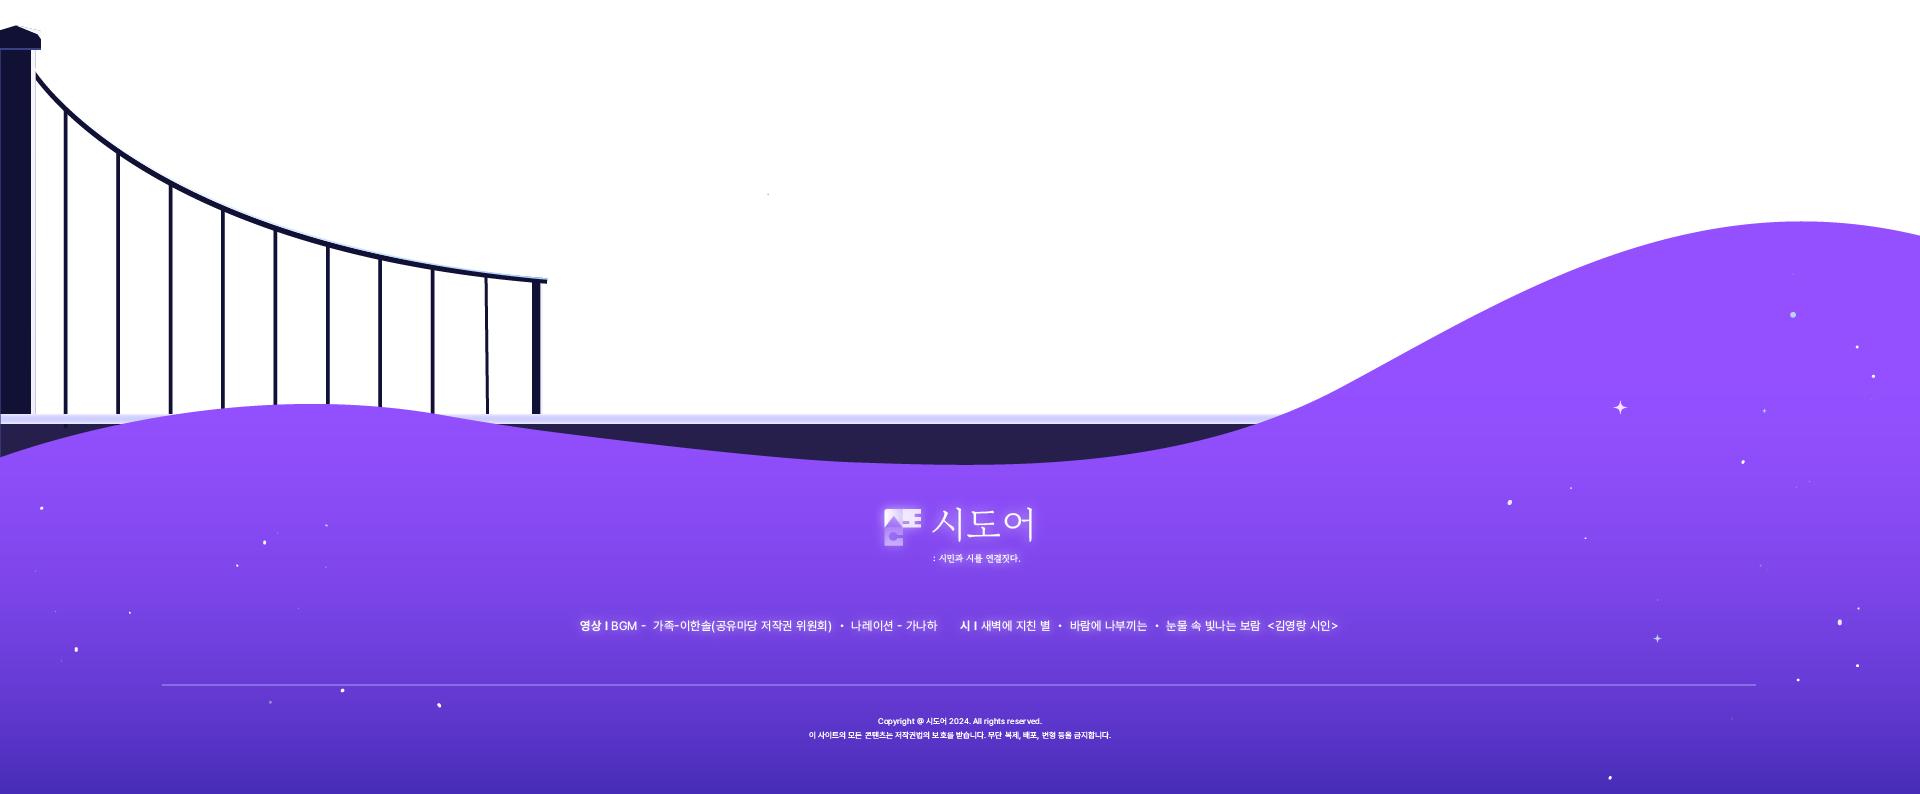 시도어
: 시민과 시를 연결짓다.
영상 I BGM - 가족-이한솔(공유마당 저작권 위원회) · 나레이션 - 가나하 시 I 새벽에 지친 별 · 바람에 나부끼는 · 눈물 속 빛나는 보람 <김영랑 시인>
Copyright @ 시도어 2024. All rights reserved.
이 사이트의 모든 콘텐츠는 저작권법의 보호를 받습니다. 무단 복제, 배포, 변형 등을 금지합니다.